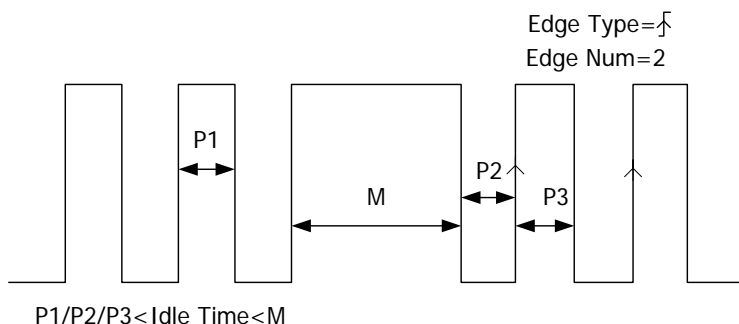 Edge Type=
Edge Num=2
P1
P2
M
P3
P1/P2/P3<Idle Time<M